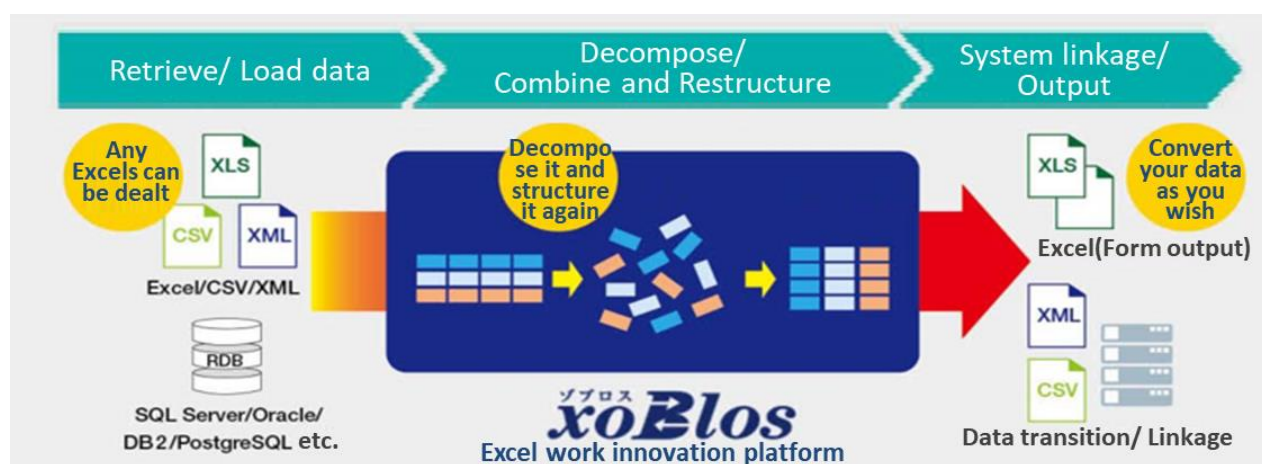 Retrieve/ Load data
Decompose/
Combine and Restructure
System linkage/
Output
Any
Excels can
be dealt
XLS
CSV
XML
Excel/CSV/XML
RDB
SQL Server/Oracle/
DB2/PostgreSQL etc.
Decompo
se it and
structure
it again
ゾブロス
xoBlos
Excel work innovation platform
XLS
Convert
your data
as you
wish
Excel(Form output)
XML
CSV
Data transition/ Linkage